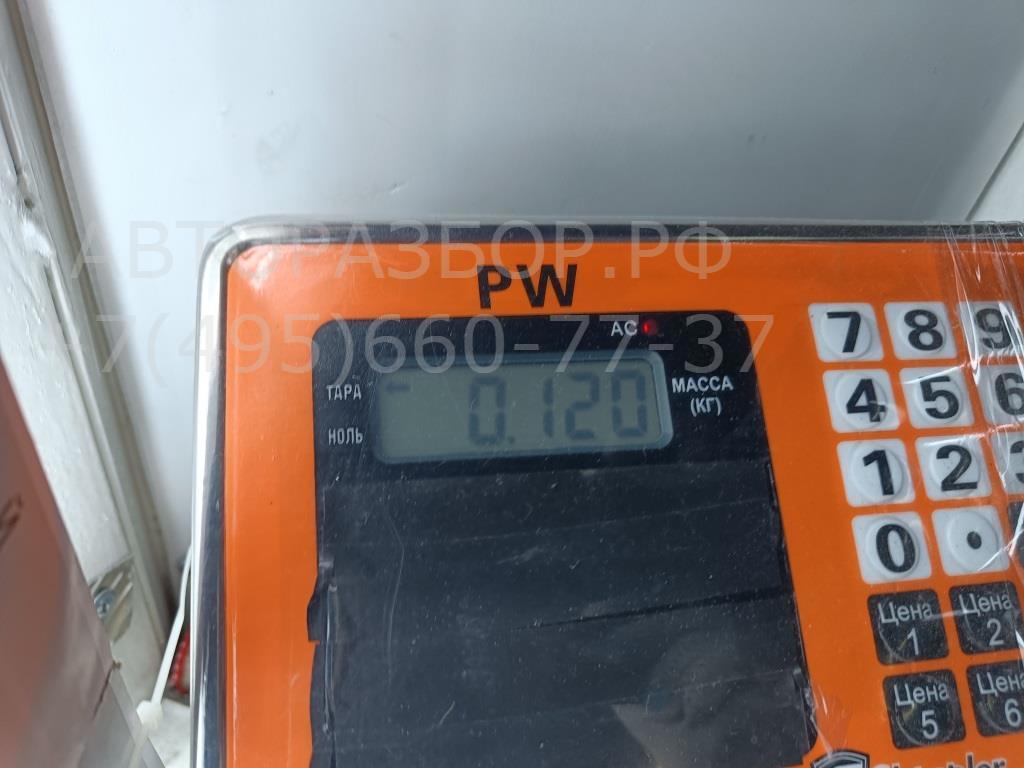 АВТОРАЗБОР.РФ
+7(495)660-77-37
PW
AC
ТАРА
НОЛЬ
0.120
МАССА
(КГ)
7 8 9
4 5 6
1 2 3
0 .
Цена 1
Цена 2
Цена 5
Цена 6